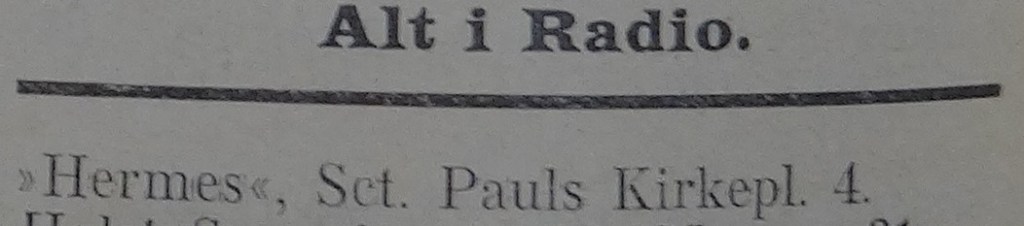 Alt i Radio.
»Hermes«, Sct. Pauls Kirkepl. 4.